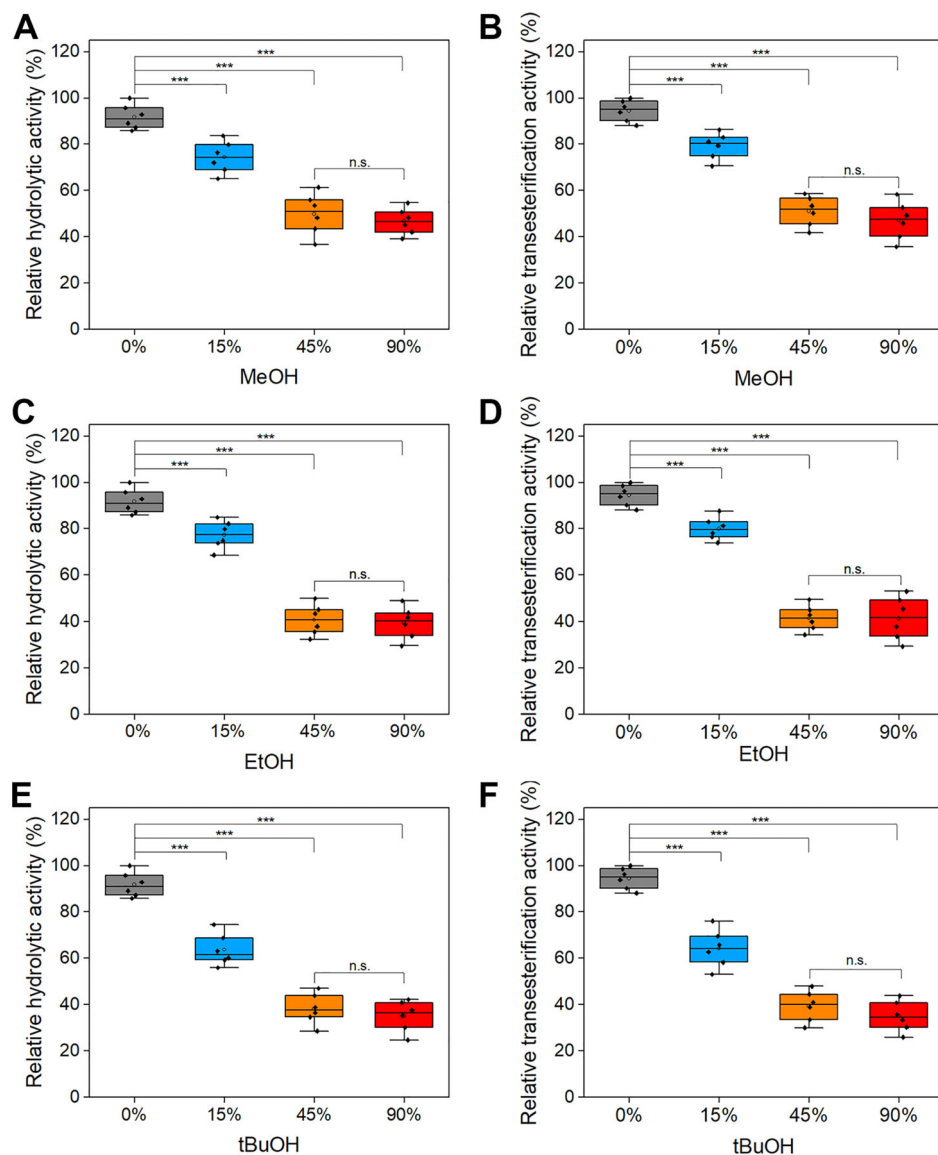 A
Relative hydrolytic activity (%)
120
100
80
60
40
20
0
***
***
***
n.s.
0% 15% 45% 90%
MeOH
B
Relative transesterification activity (%)
120
100
80
60
40
20
0
***
***
***
n.s.
0% 15% 45% 90%
MeOH
C
Relative hydrolytic activity (%)
120
100
80
60
40
20
0
***
***
***
n.s.
0% 15% 45% 90%
EtOH
D
Relative transesterification activity (%)
120
100
80
60
40
20
0
***
***
***
n.s.
0% 15% 45% 90%
EtOH
E
Relative hydrolytic activity (%)
120
100
80
60
40
20
0
***
***
***
n.s.
0% 15% 45% 90%
tBuOH
F
Relative transesterification activity (%)
120
100
80
60
40
20
0
***
***
***
n.s.
0% 15% 45% 90%
tBuOH